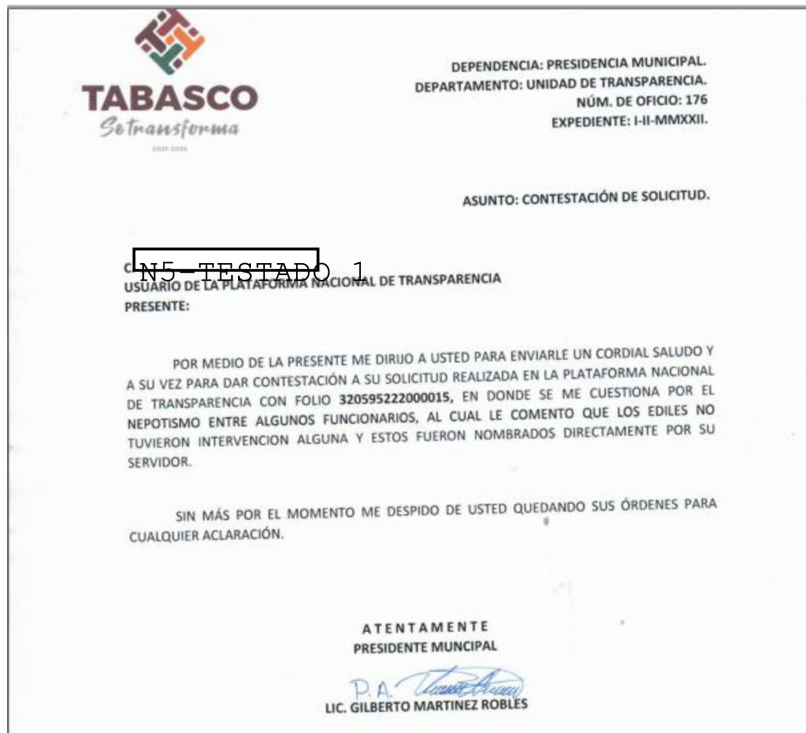 TABASCO
Se transforma
2021-2024
DEPENDENCIA: PRESIDENCIA MUNICIPAL.
DEPARTAMENTO: UNIDAD DE TRANSPARENCIA.
NÚM. DE OFICIO: 176
EXPEDIENTE: I-II-MMXXII.
ASUNTO: CONTESTACIÓN DE SOLICITUD.
C.
N5-TESTADO 1
USUARIO DE LA PLATAFORMA NACIONAL DE TRANSPARENCIA
PRESENTE:
POR MEDIO DE LA PRESENTE ME DIRIJO A USTED PARA ENVIARLE UN CORDIAL SALUDO Y
A SU VEZ PARA DAR CONTESTACIÓN A SU SOLICITUD REALIZADA EN LA PLATAFORMA NACIONAL
DE TRANSPARENCIA CON FOLIO 320595222000015, EN DONDE SE ME CUESTIONA POR EL
NEPOTISMO ENTRE ALGUNOS FUNCIONARIOS, AL CUAL LE COMENTO QUE LOS EDILES NO
TUVIERON INTERVENCION ALGUNA Y ESTOS FUERON NOMBRADOS DIRECTAMENTE POR SU
SERVIDOR.
SIN MÁS POR EL MOMENTO ME DESPIDO DE USTED QUEDANDO SUS ÓRDENES PARA
CUALQUIER ACLARACIÓN.
ATENTAMENTE
PRESIDENTE MUNCIPAL
P.A.
LIC. GILBERTO MARTINEZ ROBLES